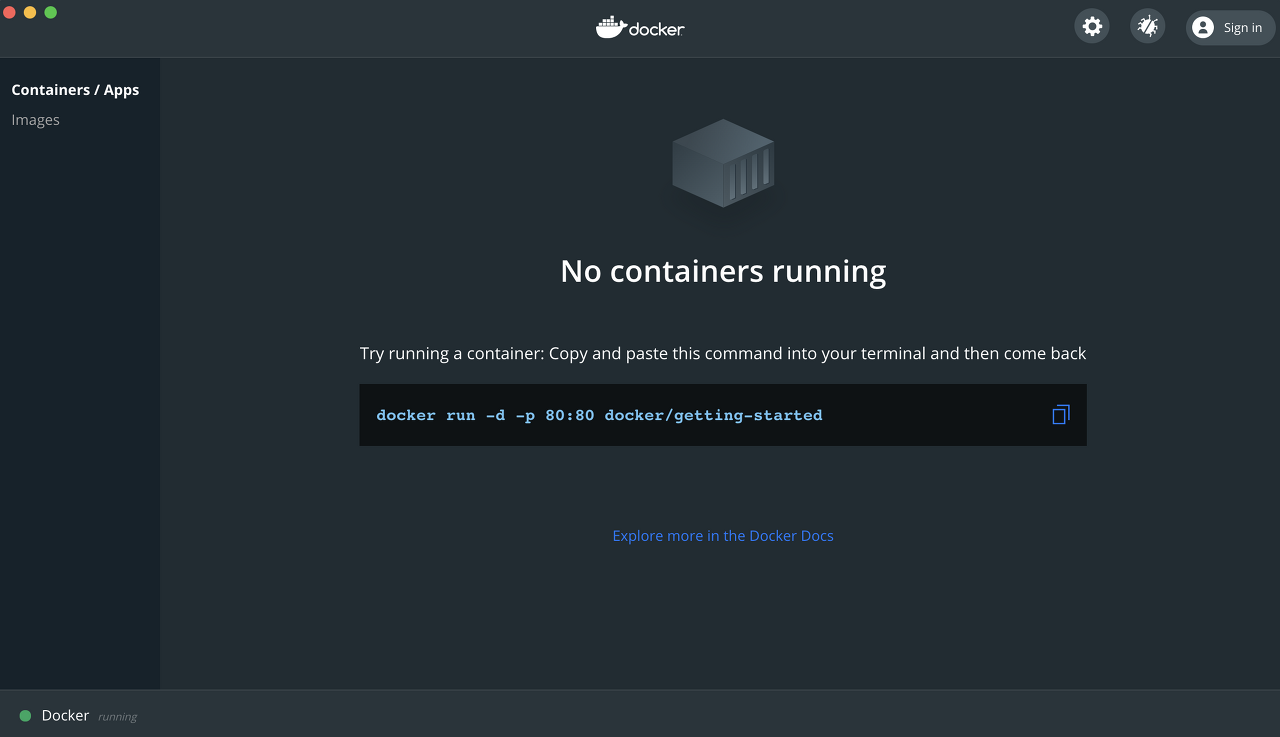 docker
Sign in
Containers / Apps
Images
No containers running
Try running a container: Copy and paste this command into your terminal and then come back
docker run -d -p 80:80 docker/getting-started
Explore more in the Docker Docs
Docker running